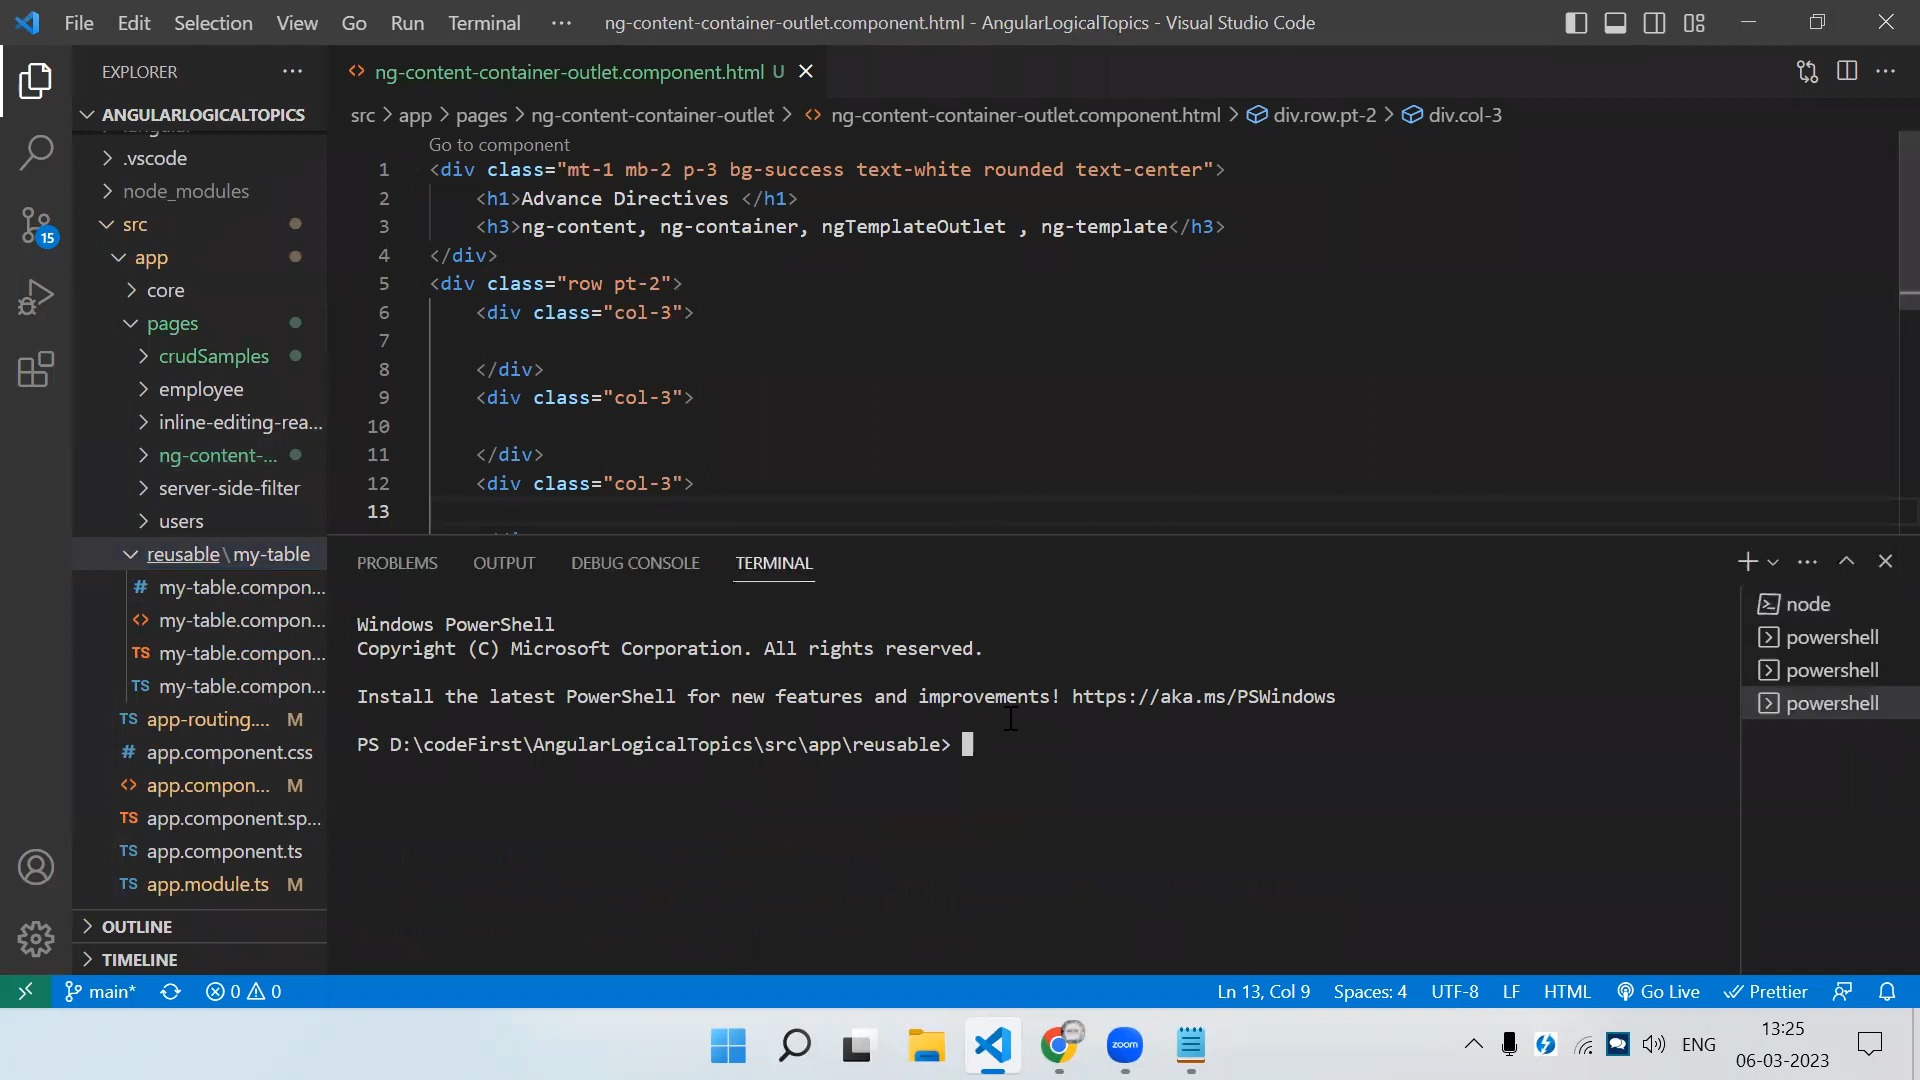 File Edit Selection View Go Run Terminal ··· ng-content-container-outlet.component.html - AngularLogicalTopics - Visual Studio Code
EXPLORER ···
ng-content-container-outlet.component.html U
ANGULARLOGICALTOPICS
src > app > pages > ng-content-container-outlet > ng-content-container-outlet.component.html > div.row.pt-2 > div.col-3
.vscode
node_modules
src
app
core
pages
crudSamples
employee
inline-editing-rea...
ng-content-...
server-side-filter
users
reusable\my-table
my-table.compon...
my-table.compon...
my-table.compon...
my-table.compon...
app-routing.... M
app.component.css
app.compon... M
app.component.sp...
app.component.ts
app.module.ts M
OUTLINE
TIMELINE
15
Go to component
1 <div class="mt-1 mb-2 p-3 bg-success text-white rounded text-center">
2 <h1>Advance Directives </h1>
3 <h3>ng-content, ng-container, ngTemplateOutlet , ng-template</h3>
4 </div>
5 <div class="row pt-2">
6 <div class="col-3">
7
8 </div>
9 <div class="col-3">
10
11 </div>
12 <div class="col-3">
13
PROBLEMS OUTPUT DEBUG CONSOLE TERMINAL
Windows PowerShell
Copyright (C) Microsoft Corporation. All rights reserved.
Install the latest PowerShell for new features and improvements! https://aka.ms/PSWindows
PS D:\codeFirst\AngularLogicalTopics\src\app\reusable>
node
powershell
powershell
powershell
main* 0 0 Ln 13, Col 9 Spaces: 4 UTF-8 LF HTML Go Live Prettier
zoom
ENG
13:25
06-03-2023